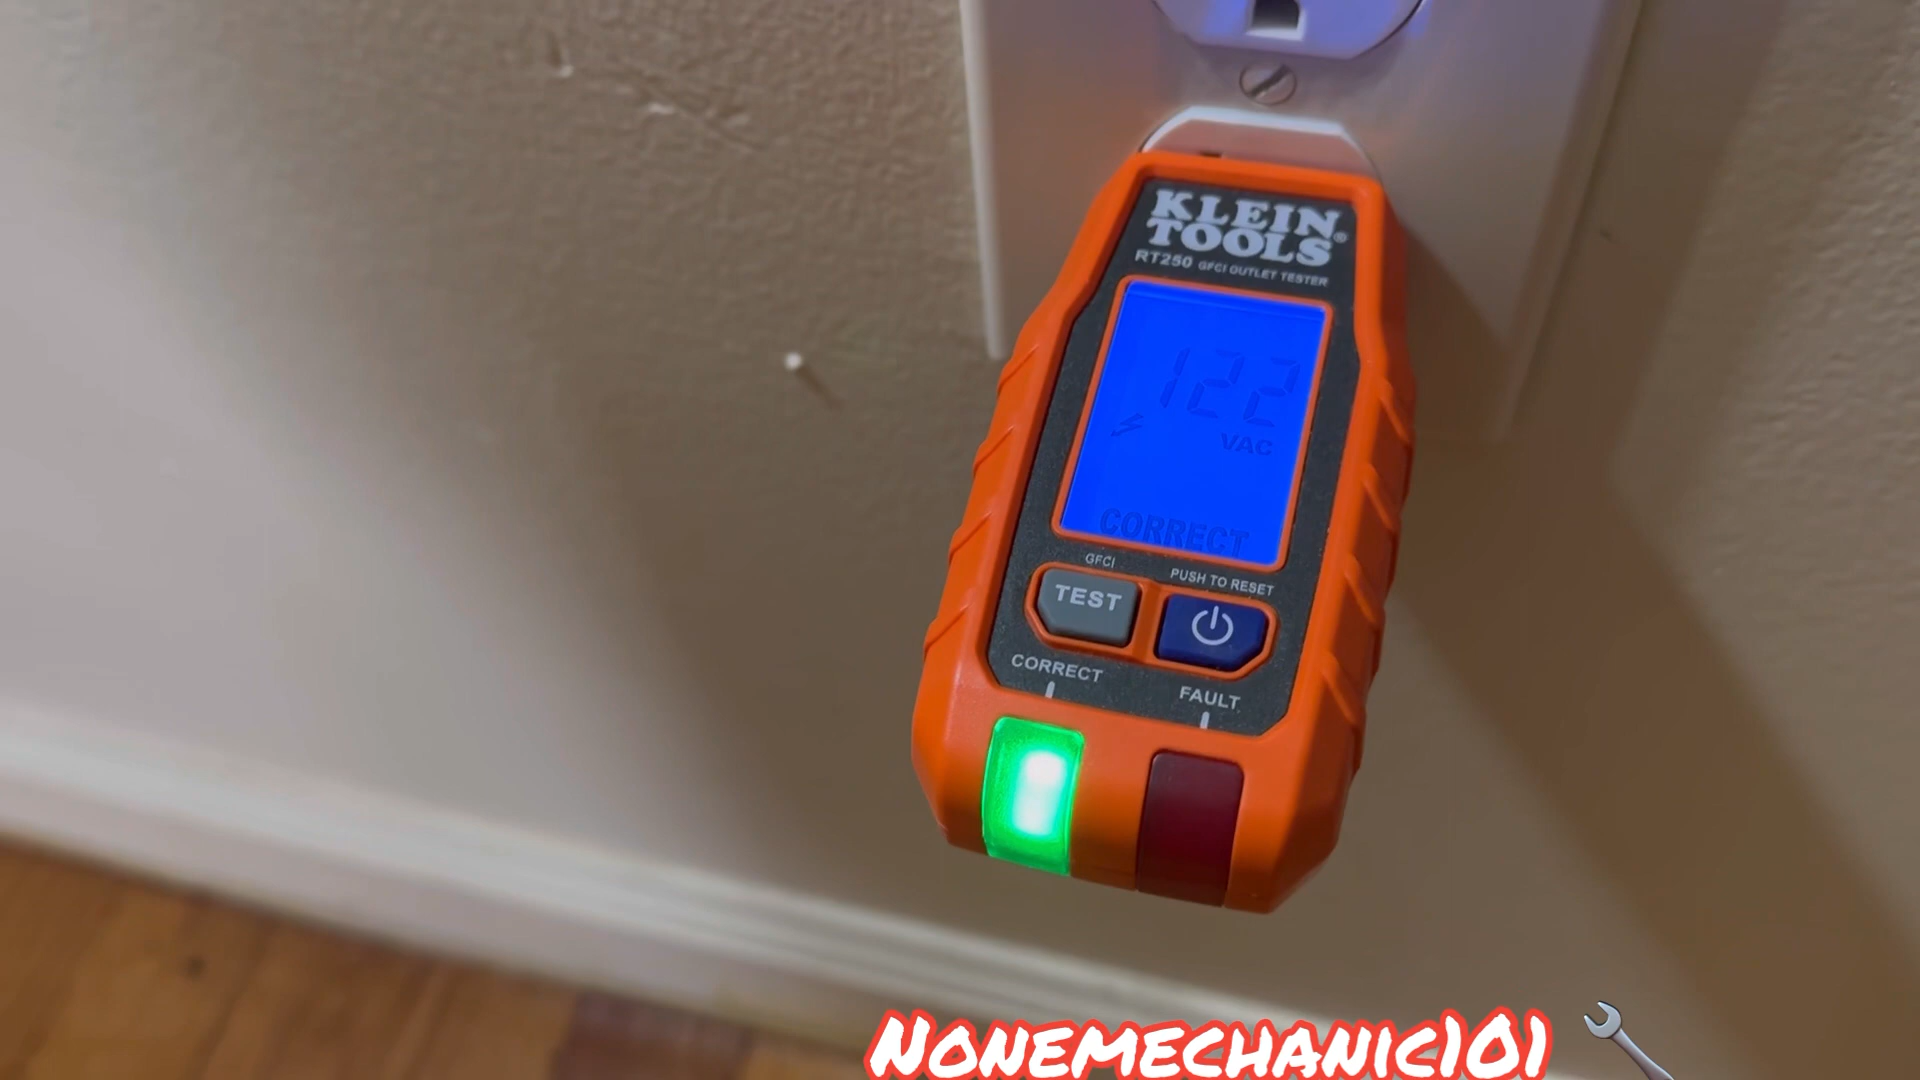 KLEIN
TOOLS®
RT250 GFCI OUTLET TESTER
122
VAC
CORRECT
GFCI
PUSH TO RESET
TEST
CORRECT
FAULT
Nonemechanic101